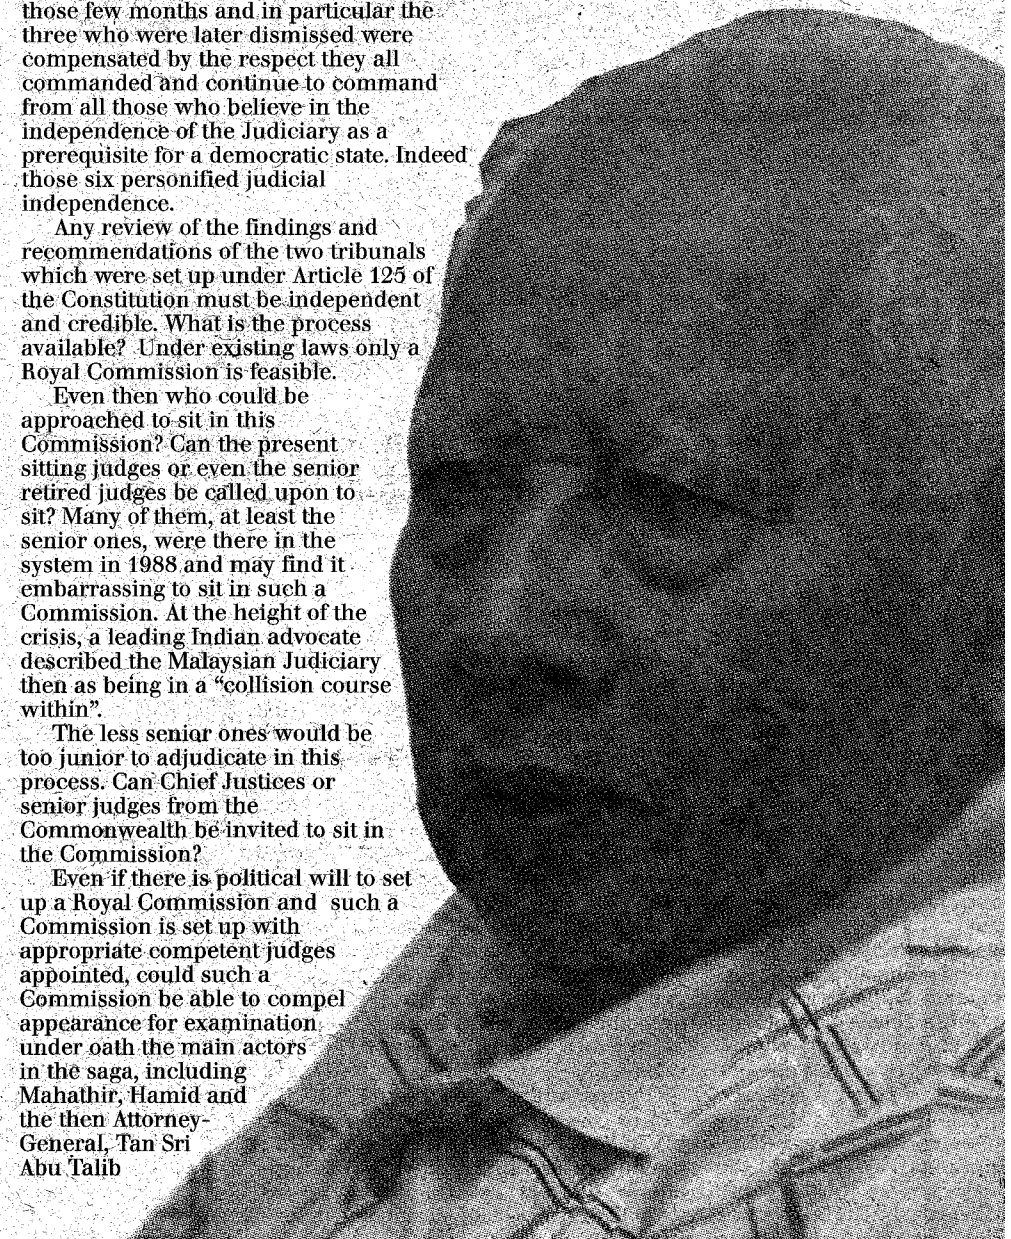 those few months and in particular the
three who were later dismissed were
compensated by the respect they all
commanded and continue to command
from all those who believe in the
independence of the Judiciary as a
prerequisite for a democratic state. Indeed
those six personified judicial
independence.
Any review of the findings and
recommendations of the two tribunals
which were set up under Article 125 of
the Constitution must be independent
and credible. What is the process
available? Under existing laws only a
Royal Commission is feasible.
Even then who could be
approached to sit in this
Commission? Can the present
sitting judges or even the senior
retired judges be called upon to
sit? Many of them, at least the
senior ones, were there in the
system in 1988 and may find it
embarrassing to sit in such a
Commission. At the height of the
crisis, a leading Indian advocate
described the Malaysian Judiciary
then as being in a “collision course
within”.
The less senior ones would be
too junior to adjudicate in this
process. Can Chief Justices or
senior judges from the
Commonwealth be invited to sit in
the Commission?
Even if there is political will to set
up a Royal Commission and such a
Commission is set up with
appropriate competent judges
appointed, could such a
Commission be able to compel
appearance for examination
under oath the main actors
in the saga, including
Mahathir, Hamid and
the then Attorney-
General, Tan Sri
Abu Talib